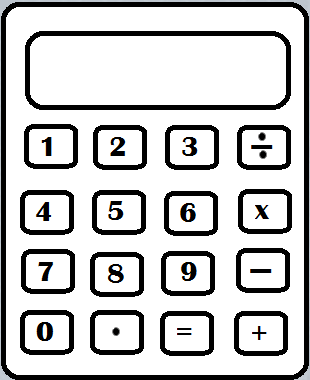 1 2 3 ÷
4 5 6 x
7 8 9 −
0 . = +